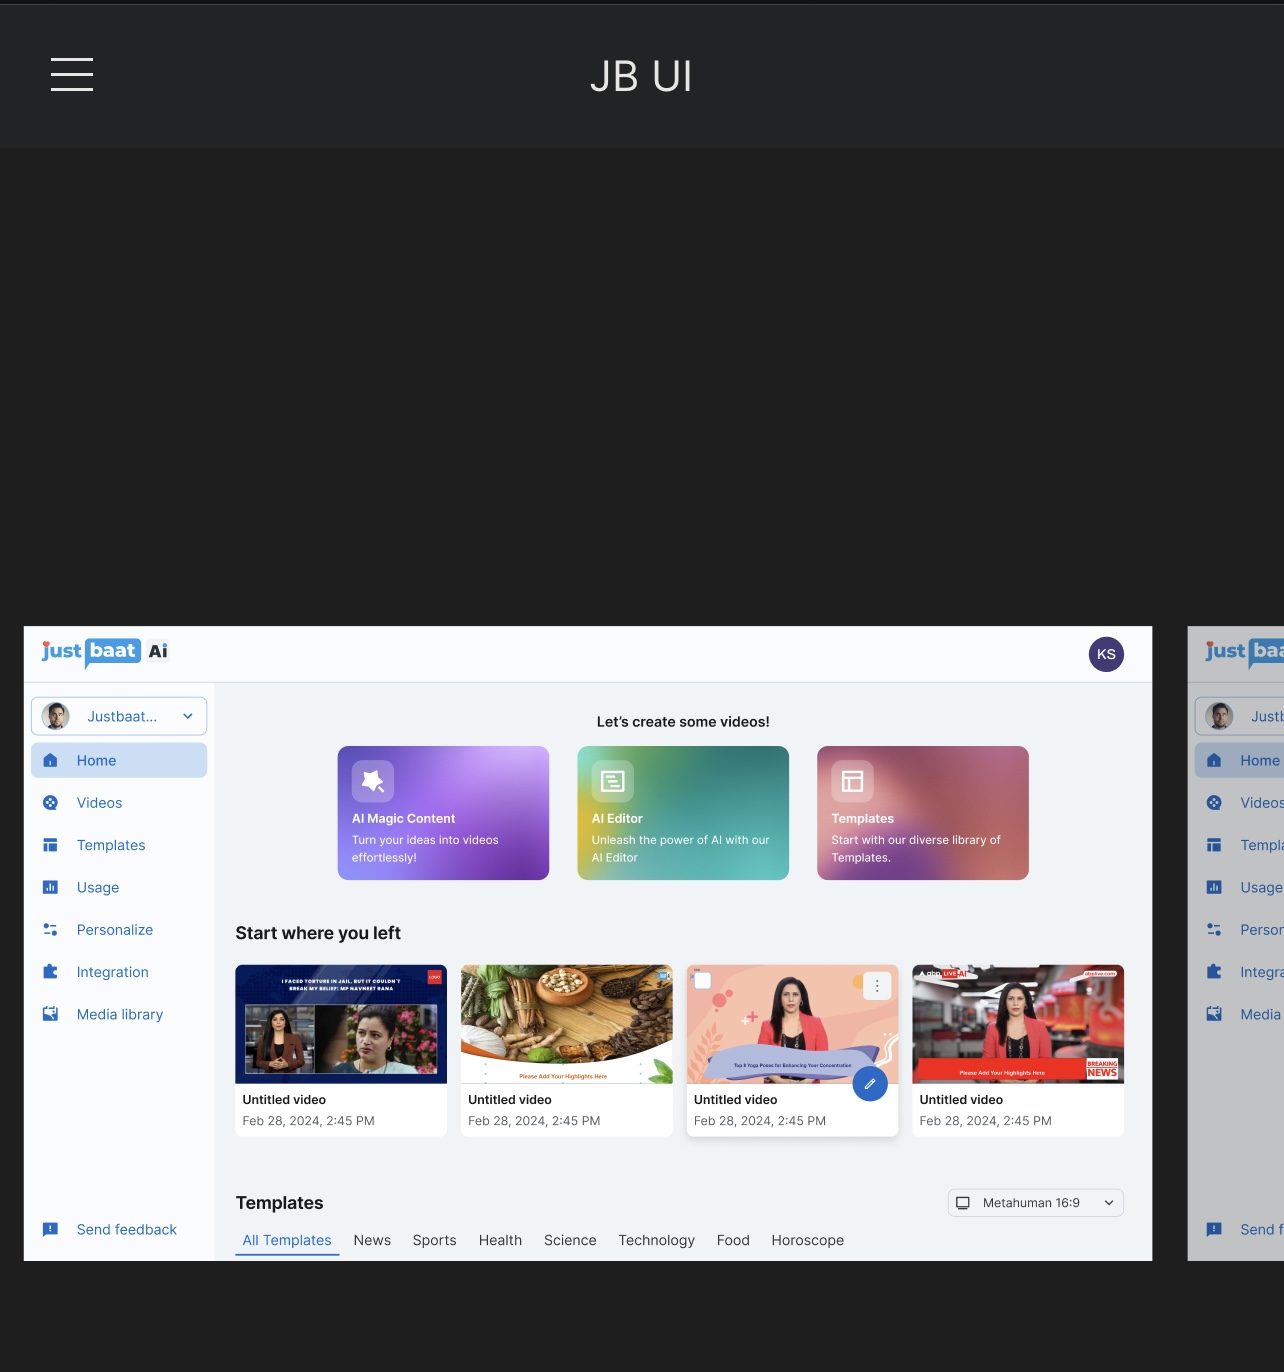 JB UI
just baat Ai
KS
Justbaat...
Home
Videos
Templates
Usage
Personalize
Integration
Media library
Send feedback
Let's create some videos!
AI Magic Content
Turn your ideas into videos
effortlessly!
AI Editor
Unleash the power of AI with our
AI Editor
Templates
Start with our diverse library of
Templates.
Start where you left
I FACED TORTURE IN JAIL, BUT IT COULDN'T
BREAK MY BELIEF: MP NAVNEET RANA
LOGO
Untitled video
Feb 28, 2024, 2:45 PM
Please Add Your Highlights Here
Untitled video
Feb 28, 2024, 2:45 PM
Top 8 Yoga Poses for Enhancing Your Concentration
Untitled video
Feb 28, 2024, 2:45 PM
abp LIVE AI
abplive.com
Please Add Your Highlights Here
BREAKING
NEWS
Untitled video
Feb 28, 2024, 2:45 PM
Templates
Metahuman 16:9
All Templates News Sports Health Science Technology Food Horoscope
just baa
Justb
Home
Videos
Templa
Usage
Person
Integra
Media
Send f